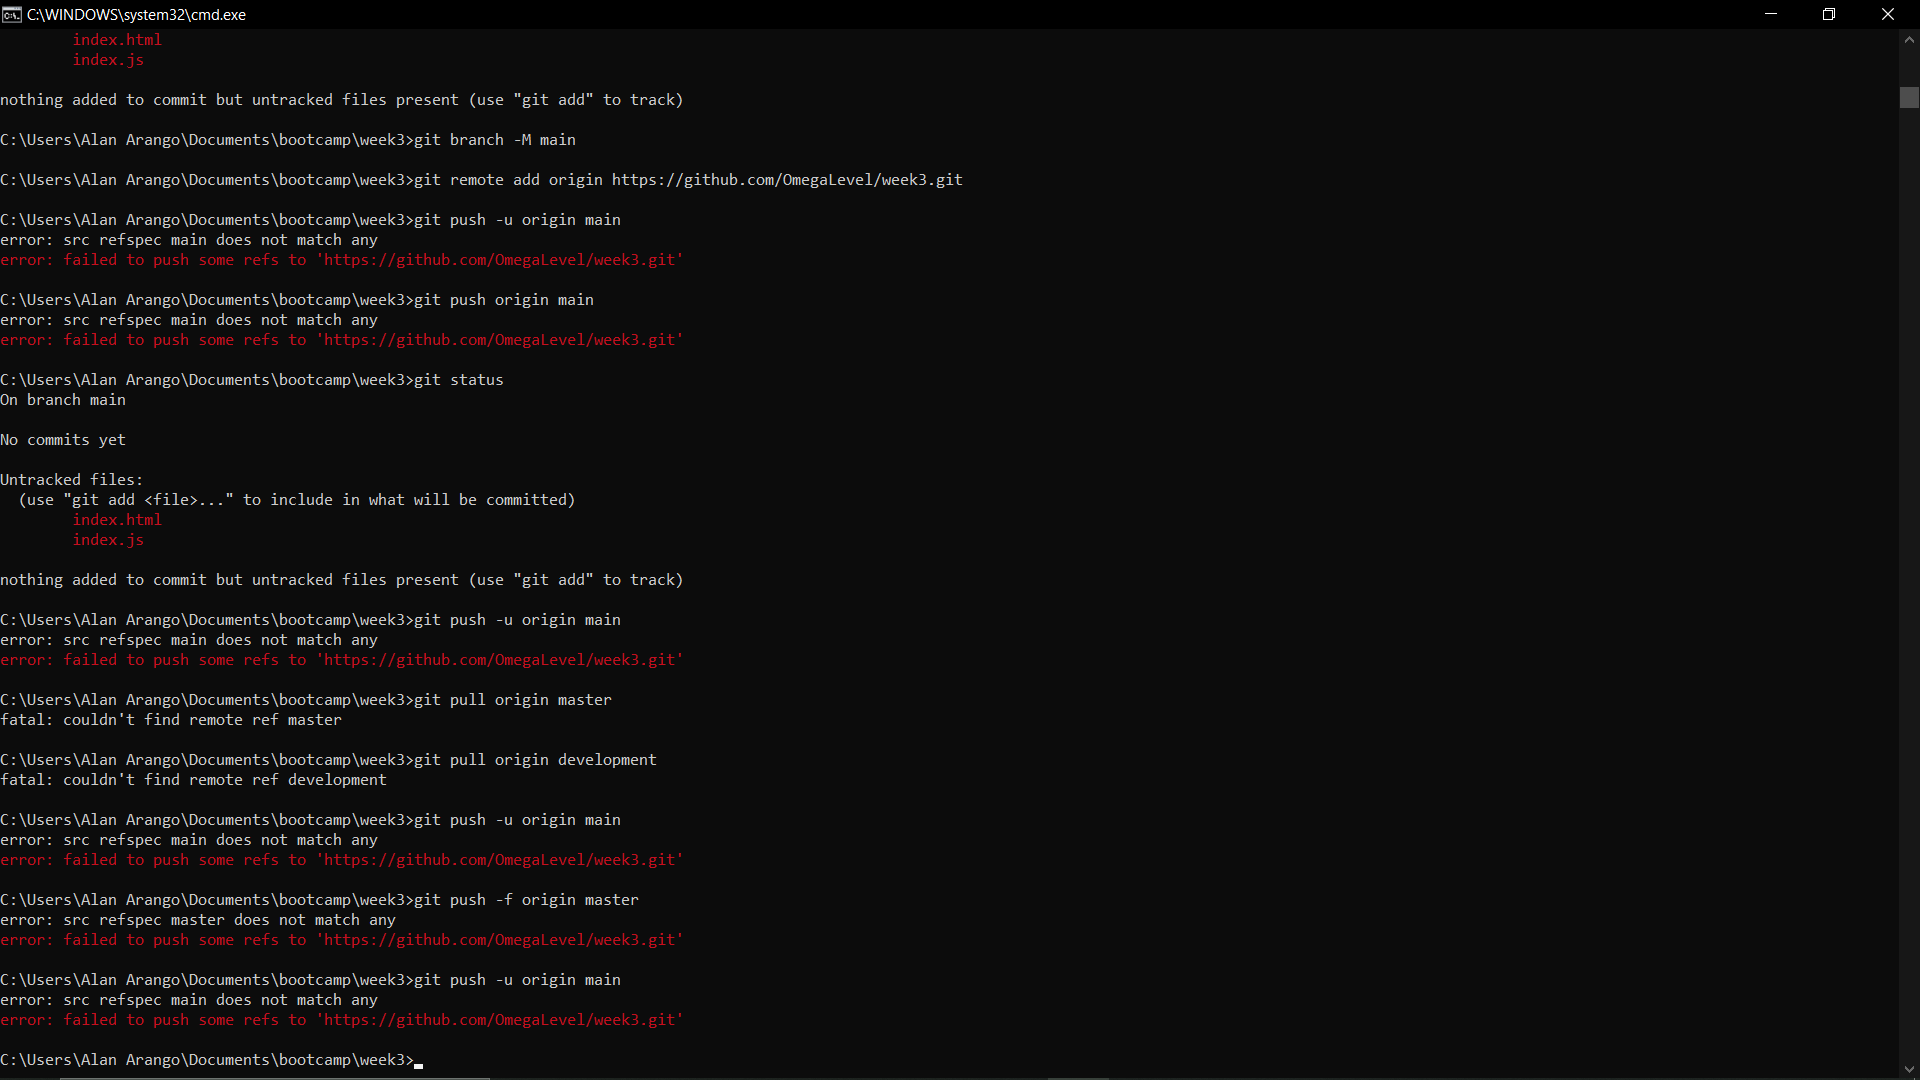 C:\WINDOWS\system32\cmd.exe
index.html
index.js
nothing added to commit but untracked files present (use "git add" to track)
C:\Users\Alan Arango\Documents\bootcamp\week3>git branch -M main
C:\Users\Alan Arango\Documents\bootcamp\week3>git remote add origin https://github.com/OmegaLevel/week3.git
C:\Users\Alan Arango\Documents\bootcamp\week3>git push -u origin main
error: src refspec main does not match any
error: failed to push some refs to 'https://github.com/OmegaLevel/week3.git'
C:\Users\Alan Arango\Documents\bootcamp\week3>git push origin main
error: src refspec main does not match any
error: failed to push some refs to 'https://github.com/OmegaLevel/week3.git'
C:\Users\Alan Arango\Documents\bootcamp\week3>git status
On branch main
No commits yet
Untracked files:
(use "git add <file>..." to include in what will be committed)
index.html
index.js
nothing added to commit but untracked files present (use "git add" to track)
C:\Users\Alan Arango\Documents\bootcamp\week3>git push -u origin main
error: src refspec main does not match any
error: failed to push some refs to 'https://github.com/OmegaLevel/week3.git'
C:\Users\Alan Arango\Documents\bootcamp\week3>git pull origin master
fatal: couldn't find remote ref master
C:\Users\Alan Arango\Documents\bootcamp\week3>git pull origin development
fatal: couldn't find remote ref development
C:\Users\Alan Arango\Documents\bootcamp\week3>git push -u origin main
error: src refspec main does not match any
error: failed to push some refs to 'https://github.com/OmegaLevel/week3.git'
C:\Users\Alan Arango\Documents\bootcamp\week3>git push -f origin master
error: src refspec master does not match any
error: failed to push some refs to 'https://github.com/OmegaLevel/week3.git'
C:\Users\Alan Arango\Documents\bootcamp\week3>git push -u origin main
error: src refspec main does not match any
error: failed to push some refs to 'https://github.com/OmegaLevel/week3.git'
C:\Users\Alan Arango\Documents\bootcamp\week3>